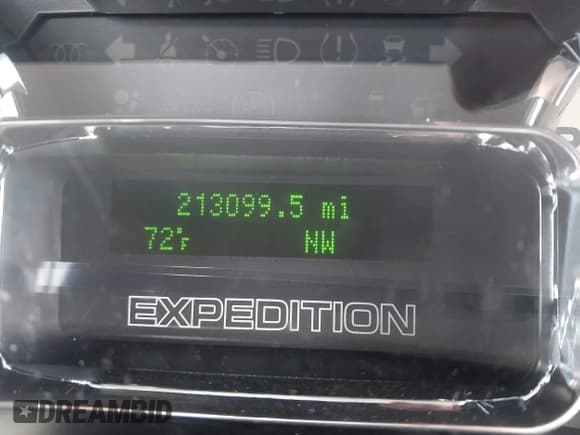 213099.5 mi
72°F NW
EXPEDITION
DREAMBID